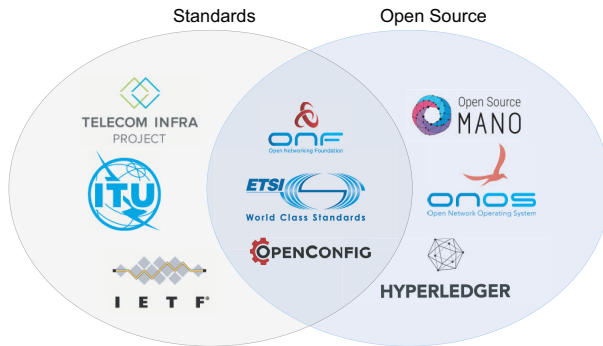 Standards
Open Source
TELECOM INFRA
PROJECT
ITU
IETF®
ONF
Open Networking Foundation
ETSI
World Class Standards
OPENCONFIG
Open Source
MANO
onos
Open Network Operating System
HYPERLEDGER